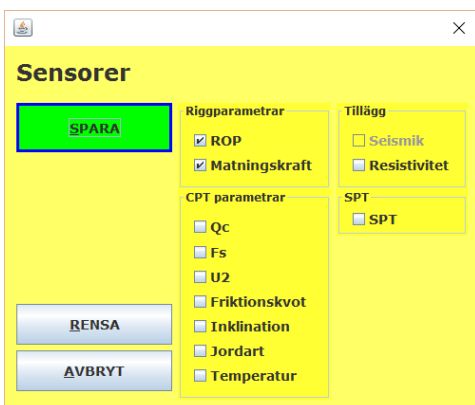 Sensorer
SPARA
RENSA
AVBRYT
Riggparametrar
ROP
Matningskraft
CPT parametrar
Qc
Fs
U2
Friktionskvot
Inklination
Jordart
Temperatur
Tillägg
Seismik
Resistivitet
SPT
SPT